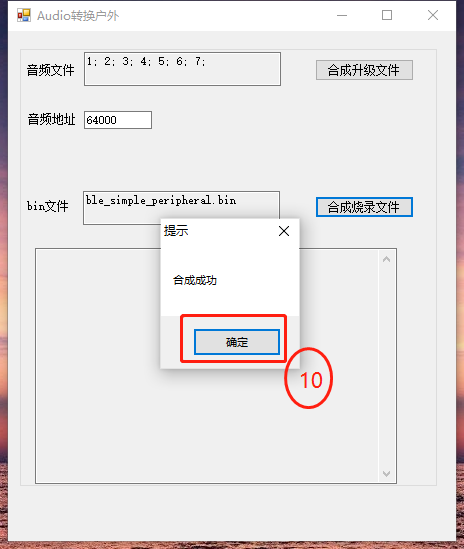 Audio转换户外
音频文件
1; 2; 3; 4; 5; 6; 7;
合成升级文件
音频地址
64000
bin文件
ble_simple_peripheral.bin
合成烧录文件
提示
合成成功
确定
10